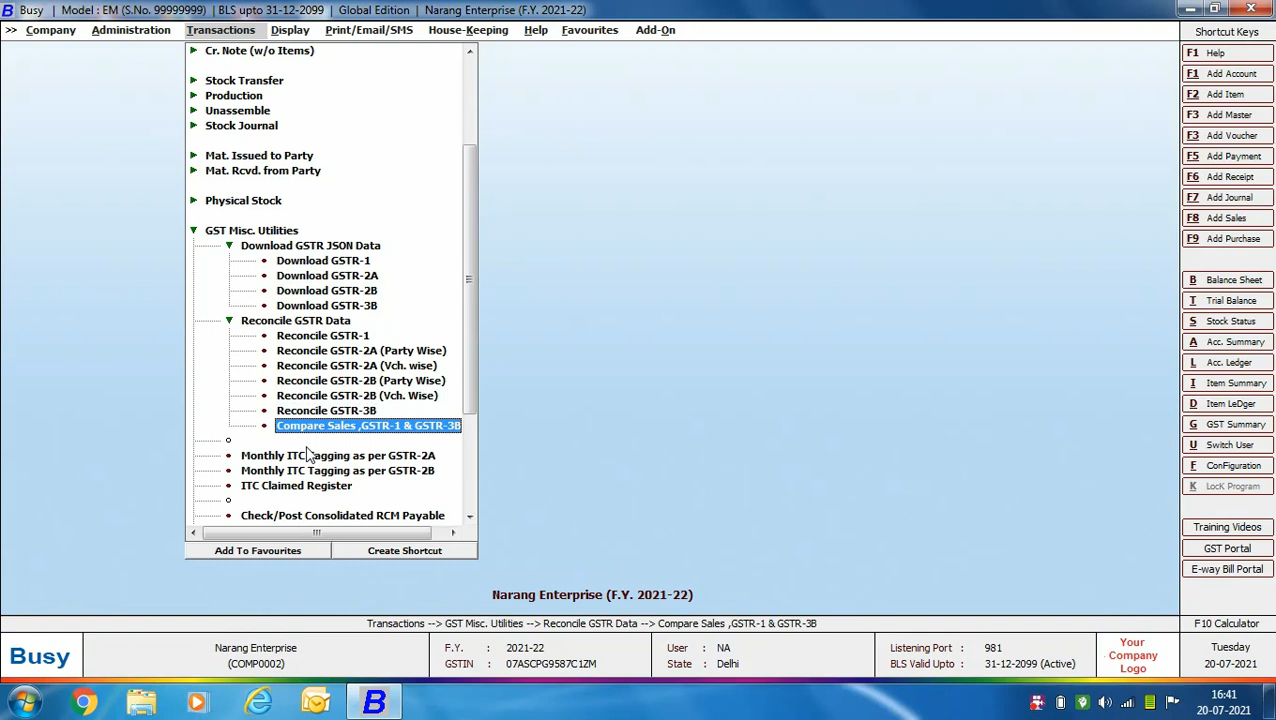 Busy | Model : EM (S.No. 99999999) | BLS upto 31-12-2099 | Global Edition | Narang Enterprise (F.Y. 2021-22)
>> Company Administration Transactions Display Print/Email/SMS House-Keeping Help Favourites Add-On
Cr. Note (w/o Items)
Stock Transfer
Production
Unassemble
Stock Journal
Mat. Issued to Party
Mat. Rcvd. from Party
Physical Stock
GST Misc. Utilities
Download GSTR JSON Data
Download GSTR-1
Download GSTR-2A
Download GSTR-2B
Download GSTR-3B
Reconcile GSTR Data
Reconcile GSTR-1
Reconcile GSTR-2A (Party Wise)
Reconcile GSTR-2A (Vch. wise)
Reconcile GSTR-2B (Party Wise)
Reconcile GSTR-2B (Vch. Wise)
Reconcile GSTR-3B
Compare Sales ,GSTR-1 & GSTR-3B
Monthly ITC Tagging as per GSTR-2A
Monthly ITC Tagging as per GSTR-2B
ITC Claimed Register
Check/Post Consolidated RCM Payable
Add To Favourites Create Shortcut
Shortcut Keys
F1 Help
F1 Add Account
F2 Add Item
F3 Add Master
F3 Add Voucher
F5 Add Payment
F6 Add Receipt
F7 Add Journal
F8 Add Sales
F9 Add Purchase
B Balance Sheet
T Trial Balance
S Stock Status
A Acc. Summary
L Acc. Ledger
I Item Summary
D Item LeDger
G GST Summary
U Switch User
F ConFiguration
K LocK Program
Training Videos
GST Portal
E-way Bill Portal
Narang Enterprise (F.Y. 2021-22)
Transactions --> GST Misc. Utilities --> Reconcile GSTR Data --> Compare Sales ,GSTR-1 & GSTR-3B
F10 Calculator
Busy
Narang Enterprise
(COMP0002)
F.Y. : 2021-22
GSTIN : 07ASCPG9587C1ZM
User : NA
State : Delhi
Listening Port : 981
BLS Valid Upto : 31-12-2099 (Active)
Your
Company
Logo
Tuesday
20-07-2021
16:41
20-07-2021